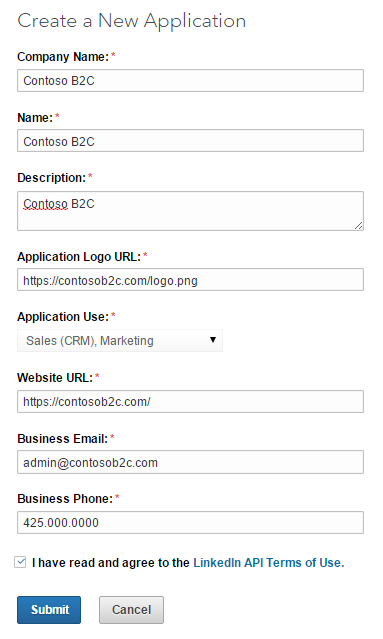 Create a New Application
Company Name:*
Contoso B2C
Name:*
Contoso B2C
Description:*
Contoso B2C
Application Logo URL:*
https://contosob2c.com/logo.png
Application Use:*
Sales (CRM), Marketing
Website URL:*
https://contosob2c.com/
Business Email:*
admin@contosob2c.com
Business Phone:*
425.000.0000
I have read and agree to the LinkedIn API Terms of Use.
Submit Cancel